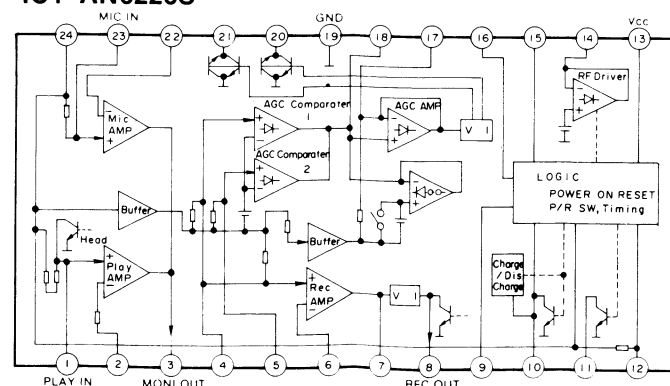 MIC IN
GND
Vcc
24
23
22
21
20
19
18
17
16
15
14
13
RF Driver
AGC Comparater
1
AGC AMP
V I
Mic
AMP
AGC Comparater
2
LOGIC
POWER ON RESET
P/R SW, Timing
Buffer
Buffer
Head
Play
AMP
Rec
AMP
V I
Charge
/ Dis
Charge
1
2
3
4
5
6
7
8
9
10
11
12
PLAY IN
MONI OUT
REC OUT